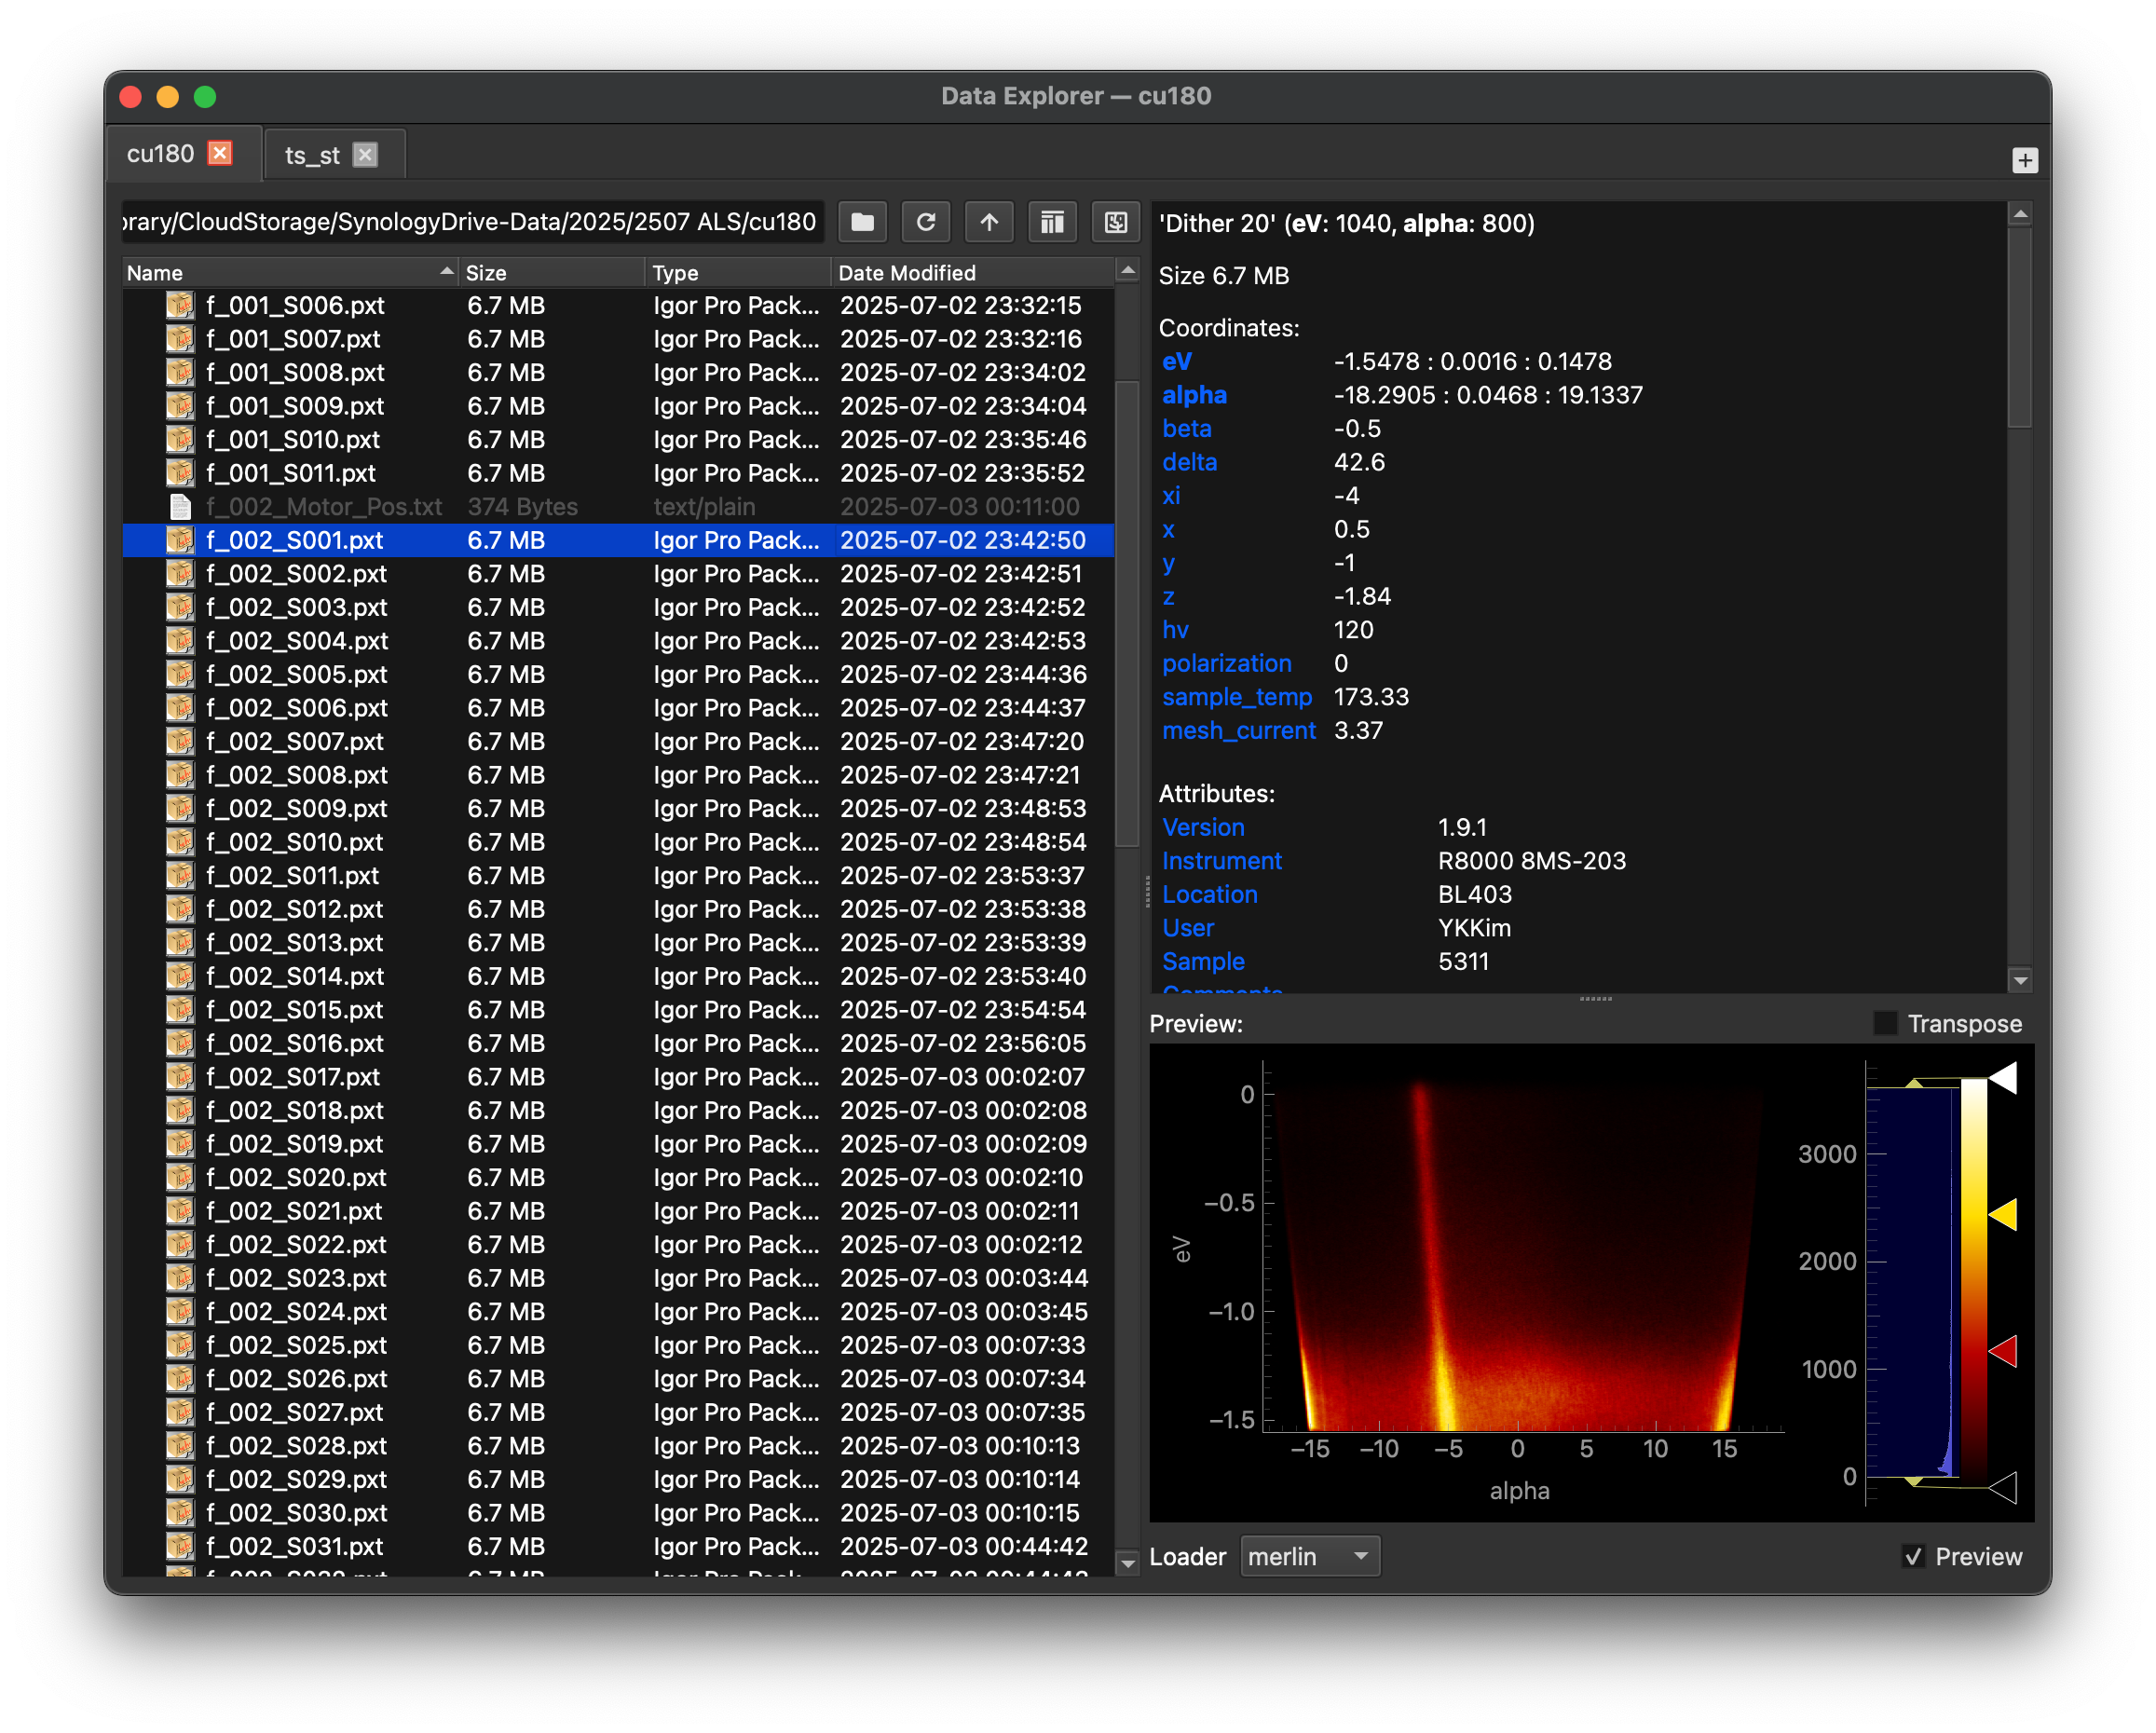 Data Explorer — cu180
cu180
ts_st
orary/CloudStorage/SynologyDrive-Data/2025/2507 ALS/cu180
Name Size Type Date Modified
f_001_S006.pxt 6.7 MB Igor Pro Pack... 2025-07-02 23:32:15
f_001_S007.pxt 6.7 MB Igor Pro Pack... 2025-07-02 23:32:16
f_001_S008.pxt 6.7 MB Igor Pro Pack... 2025-07-02 23:34:02
f_001_S009.pxt 6.7 MB Igor Pro Pack... 2025-07-02 23:34:04
f_001_S010.pxt 6.7 MB Igor Pro Pack... 2025-07-02 23:35:46
f_001_S011.pxt 6.7 MB Igor Pro Pack... 2025-07-02 23:35:52
f_002_Motor_Pos.txt 374 Bytes text/plain 2025-07-03 00:11:00
f_002_S001.pxt 6.7 MB Igor Pro Pack... 2025-07-02 23:42:50
f_002_S002.pxt 6.7 MB Igor Pro Pack... 2025-07-02 23:42:51
f_002_S003.pxt 6.7 MB Igor Pro Pack... 2025-07-02 23:42:52
f_002_S004.pxt 6.7 MB Igor Pro Pack... 2025-07-02 23:42:53
f_002_S005.pxt 6.7 MB Igor Pro Pack... 2025-07-02 23:44:36
f_002_S006.pxt 6.7 MB Igor Pro Pack... 2025-07-02 23:44:37
f_002_S007.pxt 6.7 MB Igor Pro Pack... 2025-07-02 23:47:20
f_002_S008.pxt 6.7 MB Igor Pro Pack... 2025-07-02 23:47:21
f_002_S009.pxt 6.7 MB Igor Pro Pack... 2025-07-02 23:48:53
f_002_S010.pxt 6.7 MB Igor Pro Pack... 2025-07-02 23:48:54
f_002_S011.pxt 6.7 MB Igor Pro Pack... 2025-07-02 23:53:37
f_002_S012.pxt 6.7 MB Igor Pro Pack... 2025-07-02 23:53:38
f_002_S013.pxt 6.7 MB Igor Pro Pack... 2025-07-02 23:53:39
f_002_S014.pxt 6.7 MB Igor Pro Pack... 2025-07-02 23:53:40
f_002_S015.pxt 6.7 MB Igor Pro Pack... 2025-07-02 23:54:54
f_002_S016.pxt 6.7 MB Igor Pro Pack... 2025-07-02 23:56:05
f_002_S017.pxt 6.7 MB Igor Pro Pack... 2025-07-03 00:02:07
f_002_S018.pxt 6.7 MB Igor Pro Pack... 2025-07-03 00:02:08
f_002_S019.pxt 6.7 MB Igor Pro Pack... 2025-07-03 00:02:09
f_002_S020.pxt 6.7 MB Igor Pro Pack... 2025-07-03 00:02:10
f_002_S021.pxt 6.7 MB Igor Pro Pack... 2025-07-03 00:02:11
f_002_S022.pxt 6.7 MB Igor Pro Pack... 2025-07-03 00:02:12
f_002_S023.pxt 6.7 MB Igor Pro Pack... 2025-07-03 00:03:44
f_002_S024.pxt 6.7 MB Igor Pro Pack... 2025-07-03 00:03:45
f_002_S025.pxt 6.7 MB Igor Pro Pack... 2025-07-03 00:07:33
f_002_S026.pxt 6.7 MB Igor Pro Pack... 2025-07-03 00:07:34
f_002_S027.pxt 6.7 MB Igor Pro Pack... 2025-07-03 00:07:35
f_002_S028.pxt 6.7 MB Igor Pro Pack... 2025-07-03 00:10:13
f_002_S029.pxt 6.7 MB Igor Pro Pack... 2025-07-03 00:10:14
f_002_S030.pxt 6.7 MB Igor Pro Pack... 2025-07-03 00:10:15
f_002_S031.pxt 6.7 MB Igor Pro Pack... 2025-07-03 00:44:42
'Dither 20' (eV: 1040, alpha: 800)
Size 6.7 MB
Coordinates:
eV -1.5478 : 0.0016 : 0.1478
alpha -18.2905 : 0.0468 : 19.1337
beta -0.5
delta 42.6
xi -4
x 0.5
y -1
z -1.84
hv 120
polarization 0
sample_temp 173.33
mesh_current 3.37
Attributes:
Version 1.9.1
Instrument R8000 8MS-203
Location BL403
User YKKim
Sample 5311
Comments
Preview: Transpose
0
−0.5
−1.0
−1.5
eV
−15 −10 −5 0 5 10 15
alpha
3000
2000
1000
0
Loader merlin Preview